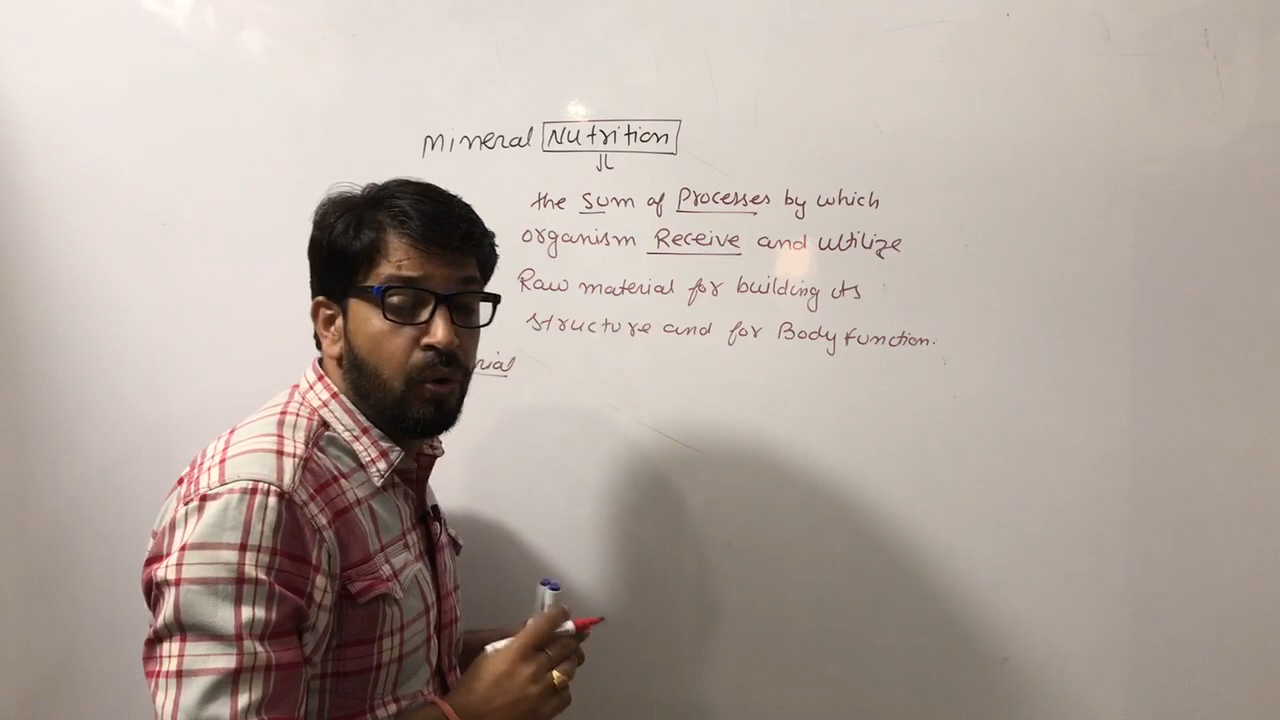 Mineral Nutrition
the sum of Processes by which
organism Receive and utilize
Raw material for building its
structure and for Body function.